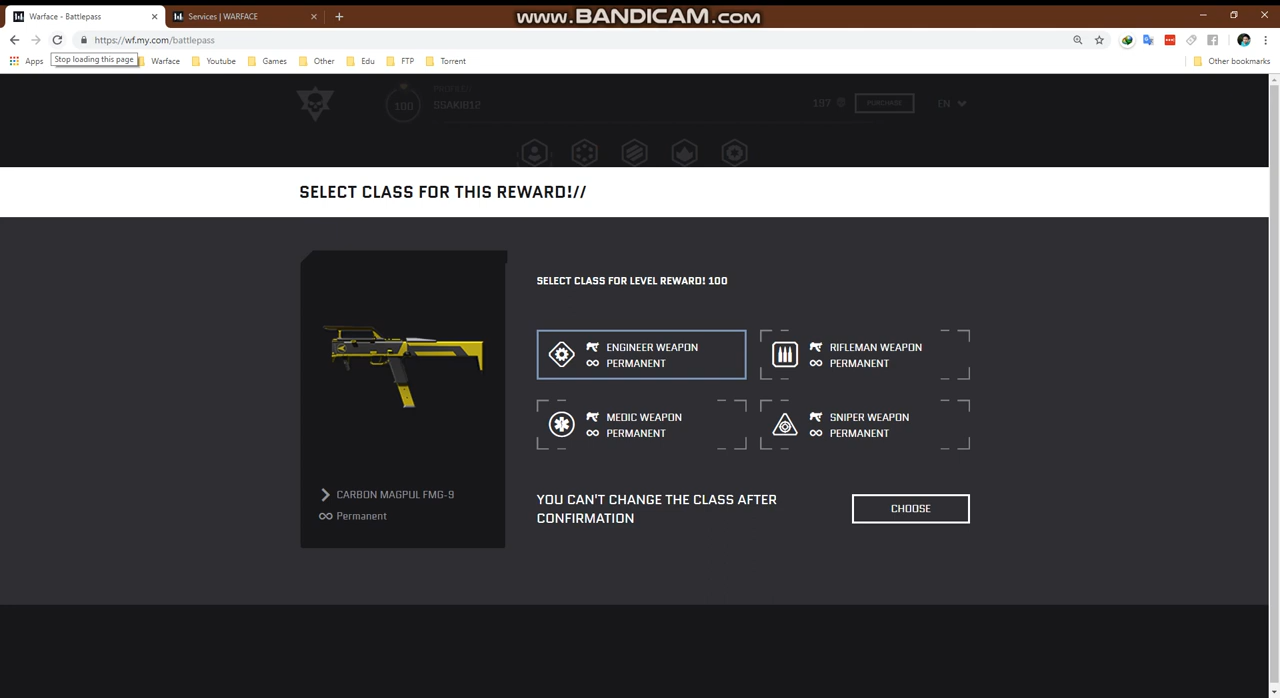 Warface - Battlepass
Services | WARFACE
www.BANDICAM.com
https://wf.my.com/battlepass
Apps
Stop loading this page
Warface
Youtube
Games
Other
Edu
FTP
Torrent
Other bookmarks
100
SSAKIB12
197
PURCHASE
EN
SELECT CLASS FOR THIS REWARD!//
SELECT CLASS FOR LEVEL REWARD! 100
ENGINEER WEAPON
PERMANENT
RIFLEMAN WEAPON
PERMANENT
MEDIC WEAPON
PERMANENT
SNIPER WEAPON
PERMANENT
CARBON MAGPUL FMG-9
Permanent
YOU CAN'T CHANGE THE CLASS AFTER
CONFIRMATION
CHOOSE